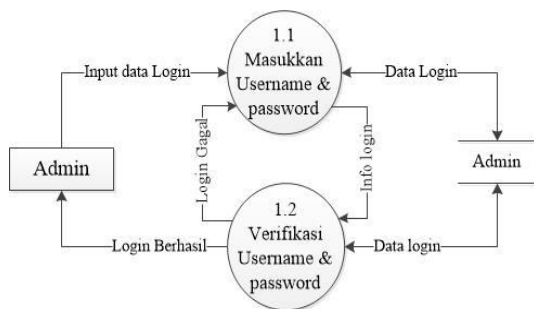 1.1
Masukkan
Username &
password
Input data Login
Data Login
Login Gagal
Info login
Admin
Admin
1.2
Verifikasi
Username &
password
Login Berhasil
Data login